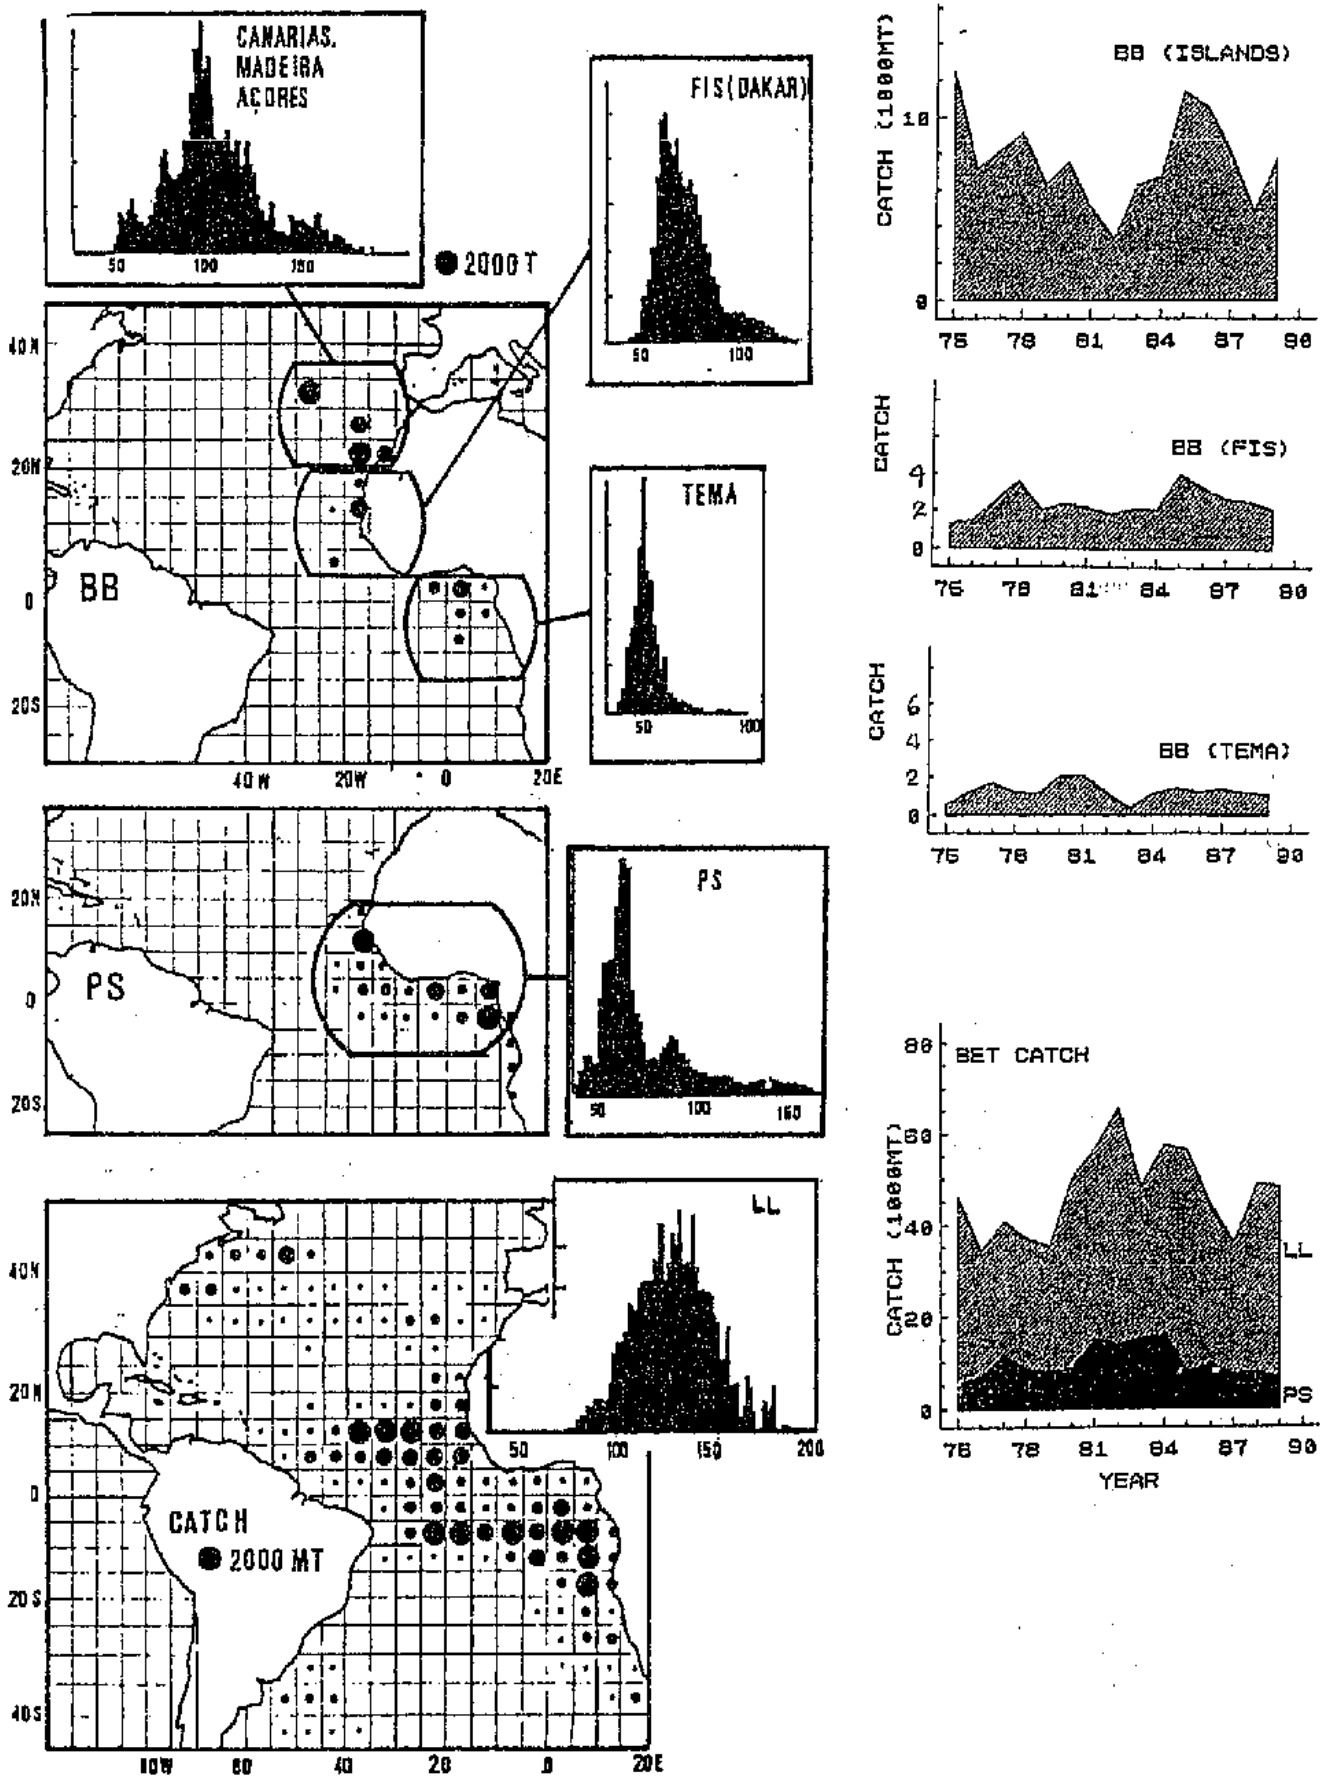 CANARIAS,
MADEIRA
AÇORES
50 100 150
2000 T
FIS(DAKAR)
50 100
TEMA
50 100
40N
20N
0
20S
BB
40W 20W 0 20E
20N
0
20S
PS
PS
50 100 150
LL
50 100 150 200
40N
20N
0
20S
40S
CATCH
2000 MT
80W 60 40 20 0 20E
BB (ISLANDS)
CATCH (1000MT)
10
0
75 78 81 84 87 90
BB (FIS)
CATCH
4
2
0
75 78 81 84 87 90
BB (TEMA)
CATCH
6
4
2
0
75 78 81 84 87 90
BET CATCH
CATCH (1000MT)
80
60
40
20
0
LL
PS
75 78 81 84 87 90
YEAR